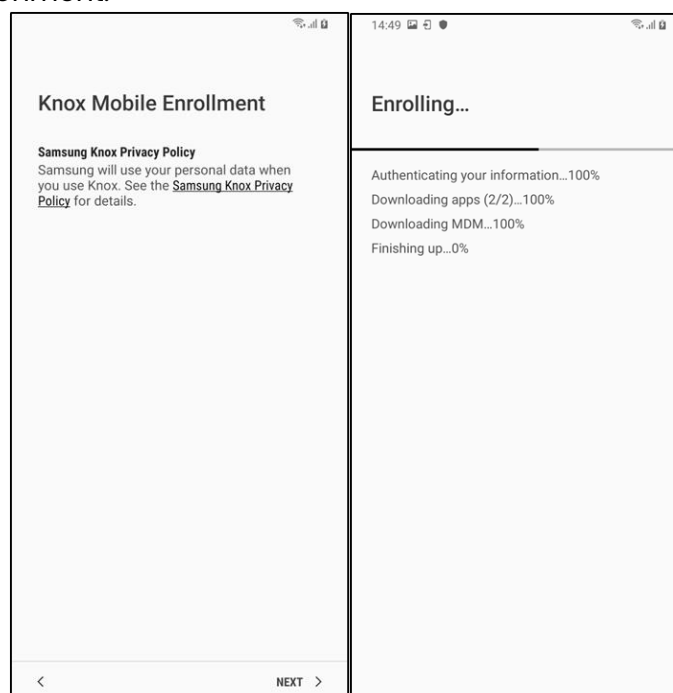 Knox Mobile Enrollment
Samsung Knox Privacy Policy
Samsung will use your personal data when
you use Knox. See the Samsung Knox Privacy
Policy for details.
NEXT
14:49
Enrolling...
Authenticating your information...100%
Downloading apps (2/2)...100%
Downloading MDM...100%
Finishing up...0%